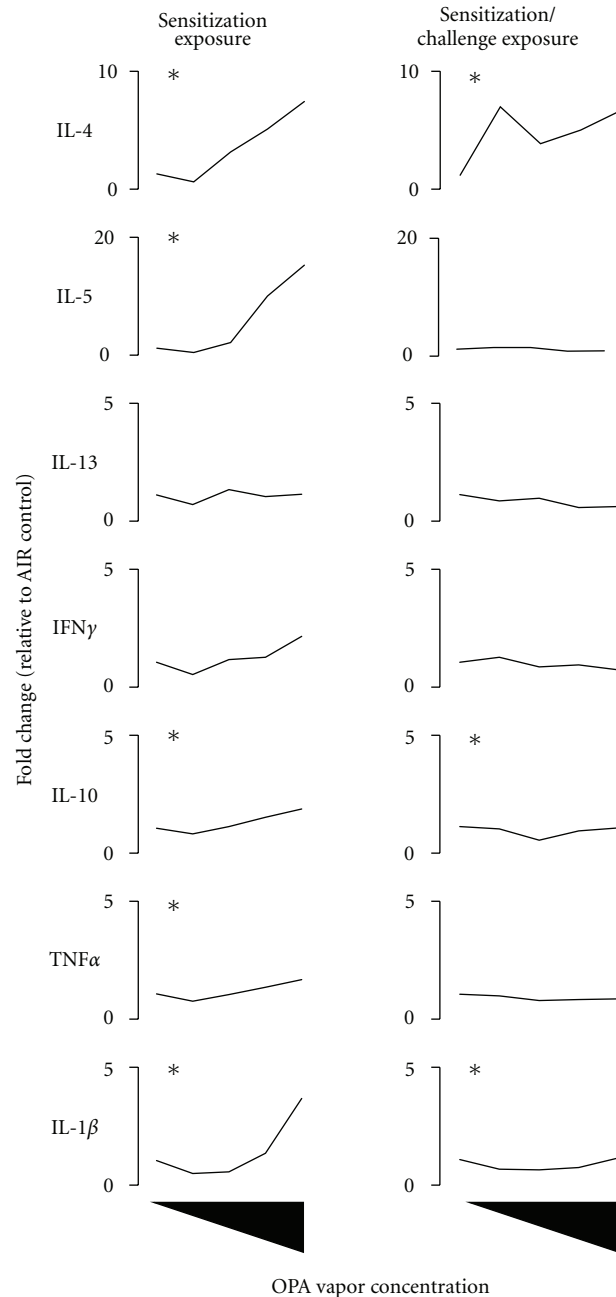 Sensitization
exposure
Sensitization/
challenge exposure
Fold change (relative to AIR control)
IL-4
10
*
0
10
*
0
IL-5
20
*
0
20
0
IL-13
5
0
5
0
IFNγ
5
0
5
0
IL-10
5
*
0
5
*
0
TNFα
5
*
0
5
0
IL-1β
5
*
0
5
*
0
OPA vapor concentration